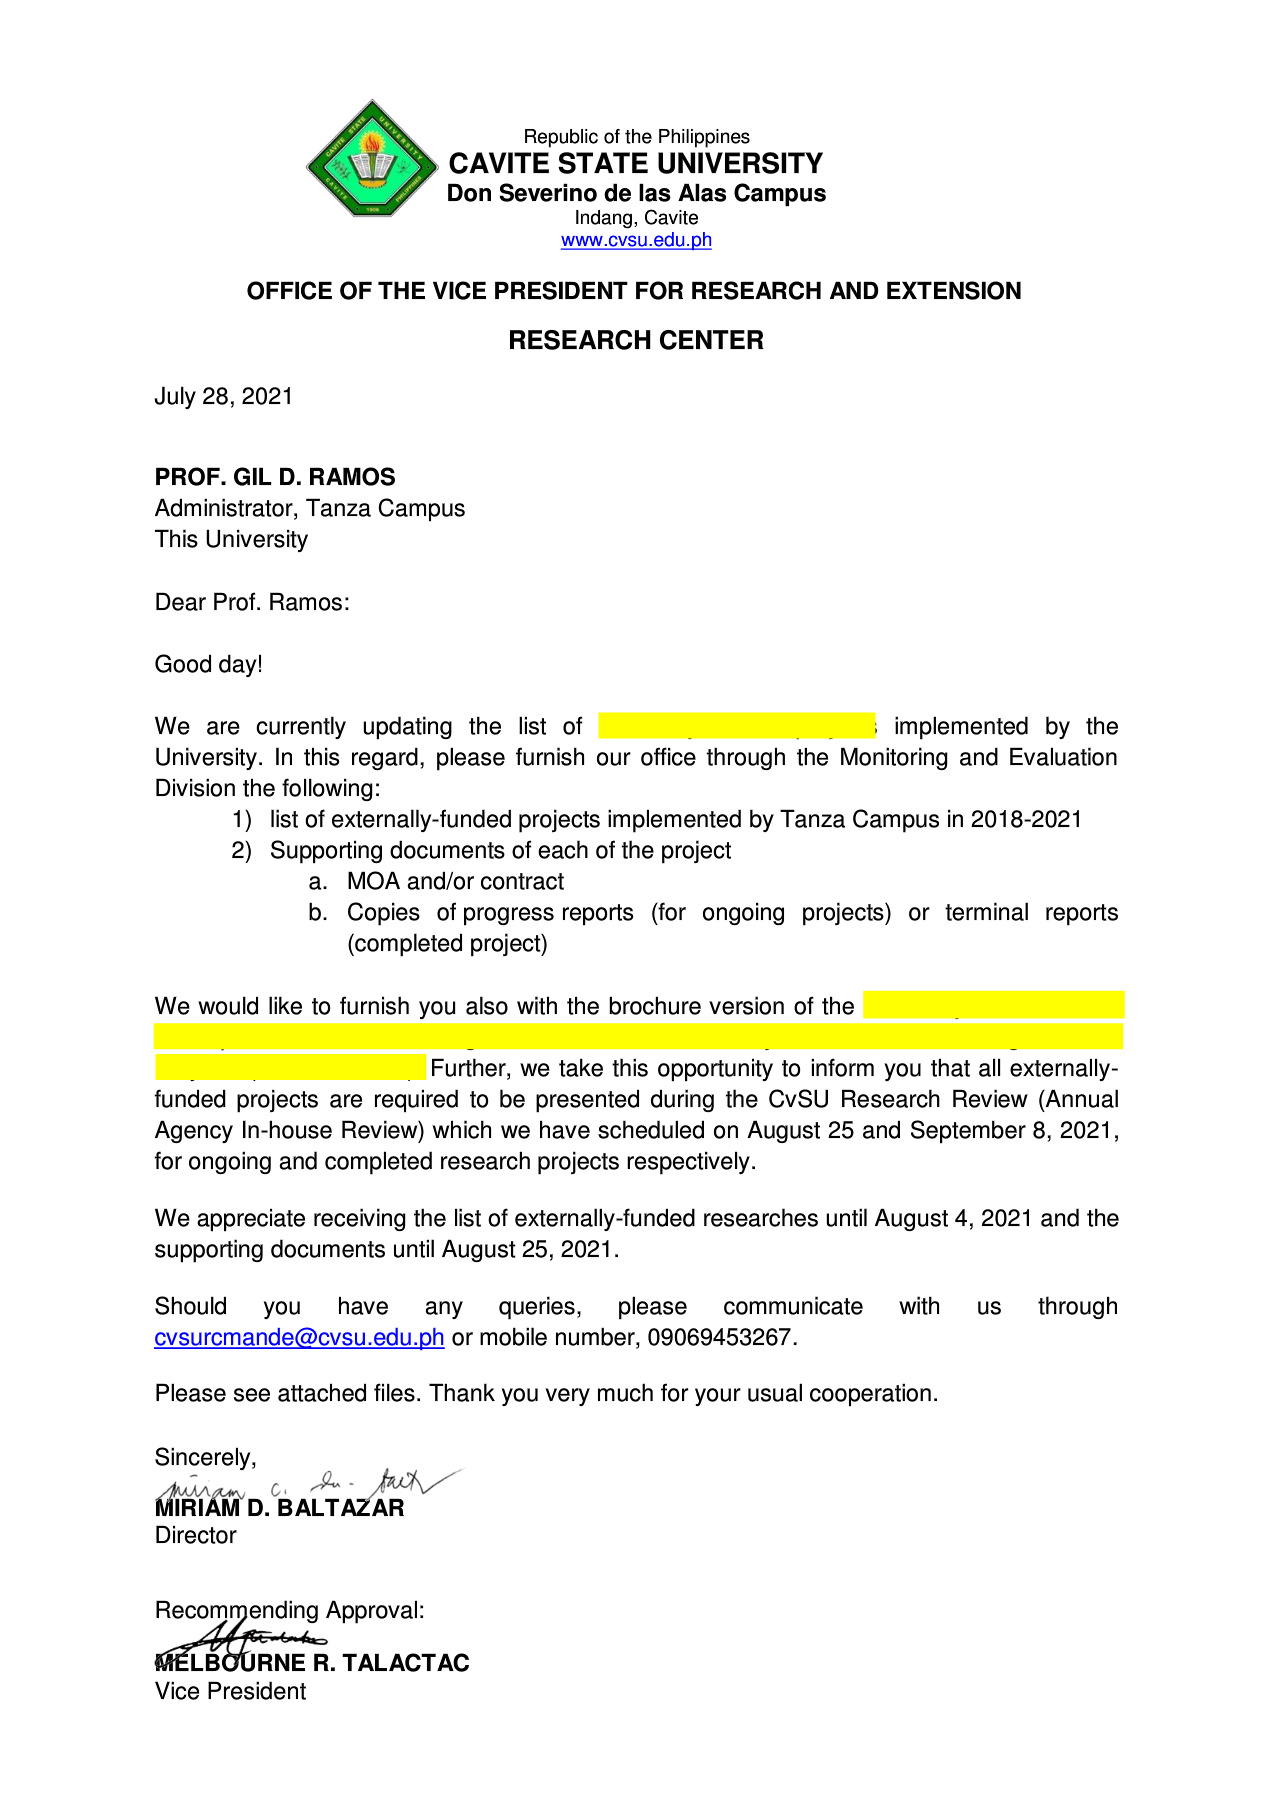 Republic of the Philippines
CAVITE STATE UNIVERSITY
Don Severino de las Alas Campus
Indang, Cavite
www.cvsu.edu.ph
CAVITE STATE UNIVERSITY
CAVITE
PHILIPPINES
1906
OFFICE OF THE VICE PRESIDENT FOR RESEARCH AND EXTENSION
RESEARCH CENTER
July 28, 2021
PROF. GIL D. RAMOS
Administrator, Tanza Campus
This University
Dear Prof. Ramos:
Good day!
We are currently updating the list of implemented by the
University. In this regard, please furnish our office through the Monitoring and Evaluation
Division the following:
1) list of externally-funded projects implemented by Tanza Campus in 2018-2021
2) Supporting documents of each of the project
a. MOA and/or contract
b. Copies of progress reports (for ongoing projects) or terminal reports
(completed project)
We would like to furnish you also with the brochure version of the
Further, we take this opportunity to inform you that all externally-
funded projects are required to be presented during the CvSU Research Review (Annual
Agency In-house Review) which we have scheduled on August 25 and September 8, 2021,
for ongoing and completed research projects respectively.
We appreciate receiving the list of externally-funded researches until August 4, 2021 and the
supporting documents until August 25, 2021.
Should you have any queries, please communicate with us through
cvsurcmande@cvsu.edu.ph or mobile number, 09069453267.
Please see attached files. Thank you very much for your usual cooperation.
Sincerely,
MIRIAM D. BALTAZAR
Director
Recommending Approval:
MELBOURNE R. TALACTAC
Vice President